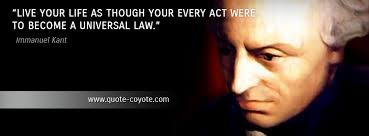 “LIVE YOUR LIFE AS THOUGH YOUR EVERY ACT WERE
TO BECOME A UNIVERSAL LAW.”
Immanuel Kant
www.quote-coyote.com